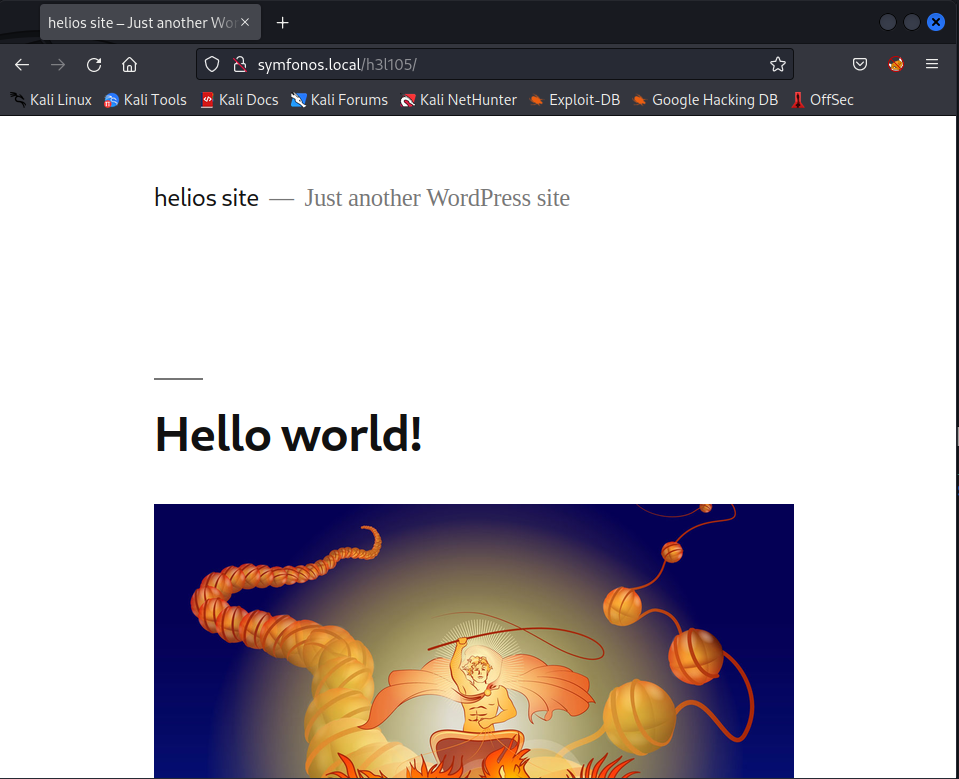 helios site – Just another Wor
symfonos.local/h3l105/
Kali Linux Kali Tools Kali Docs Kali Forums Kali NetHunter Exploit-DB Google Hacking DB OffSec
helios site — Just another WordPress site
Hello world!